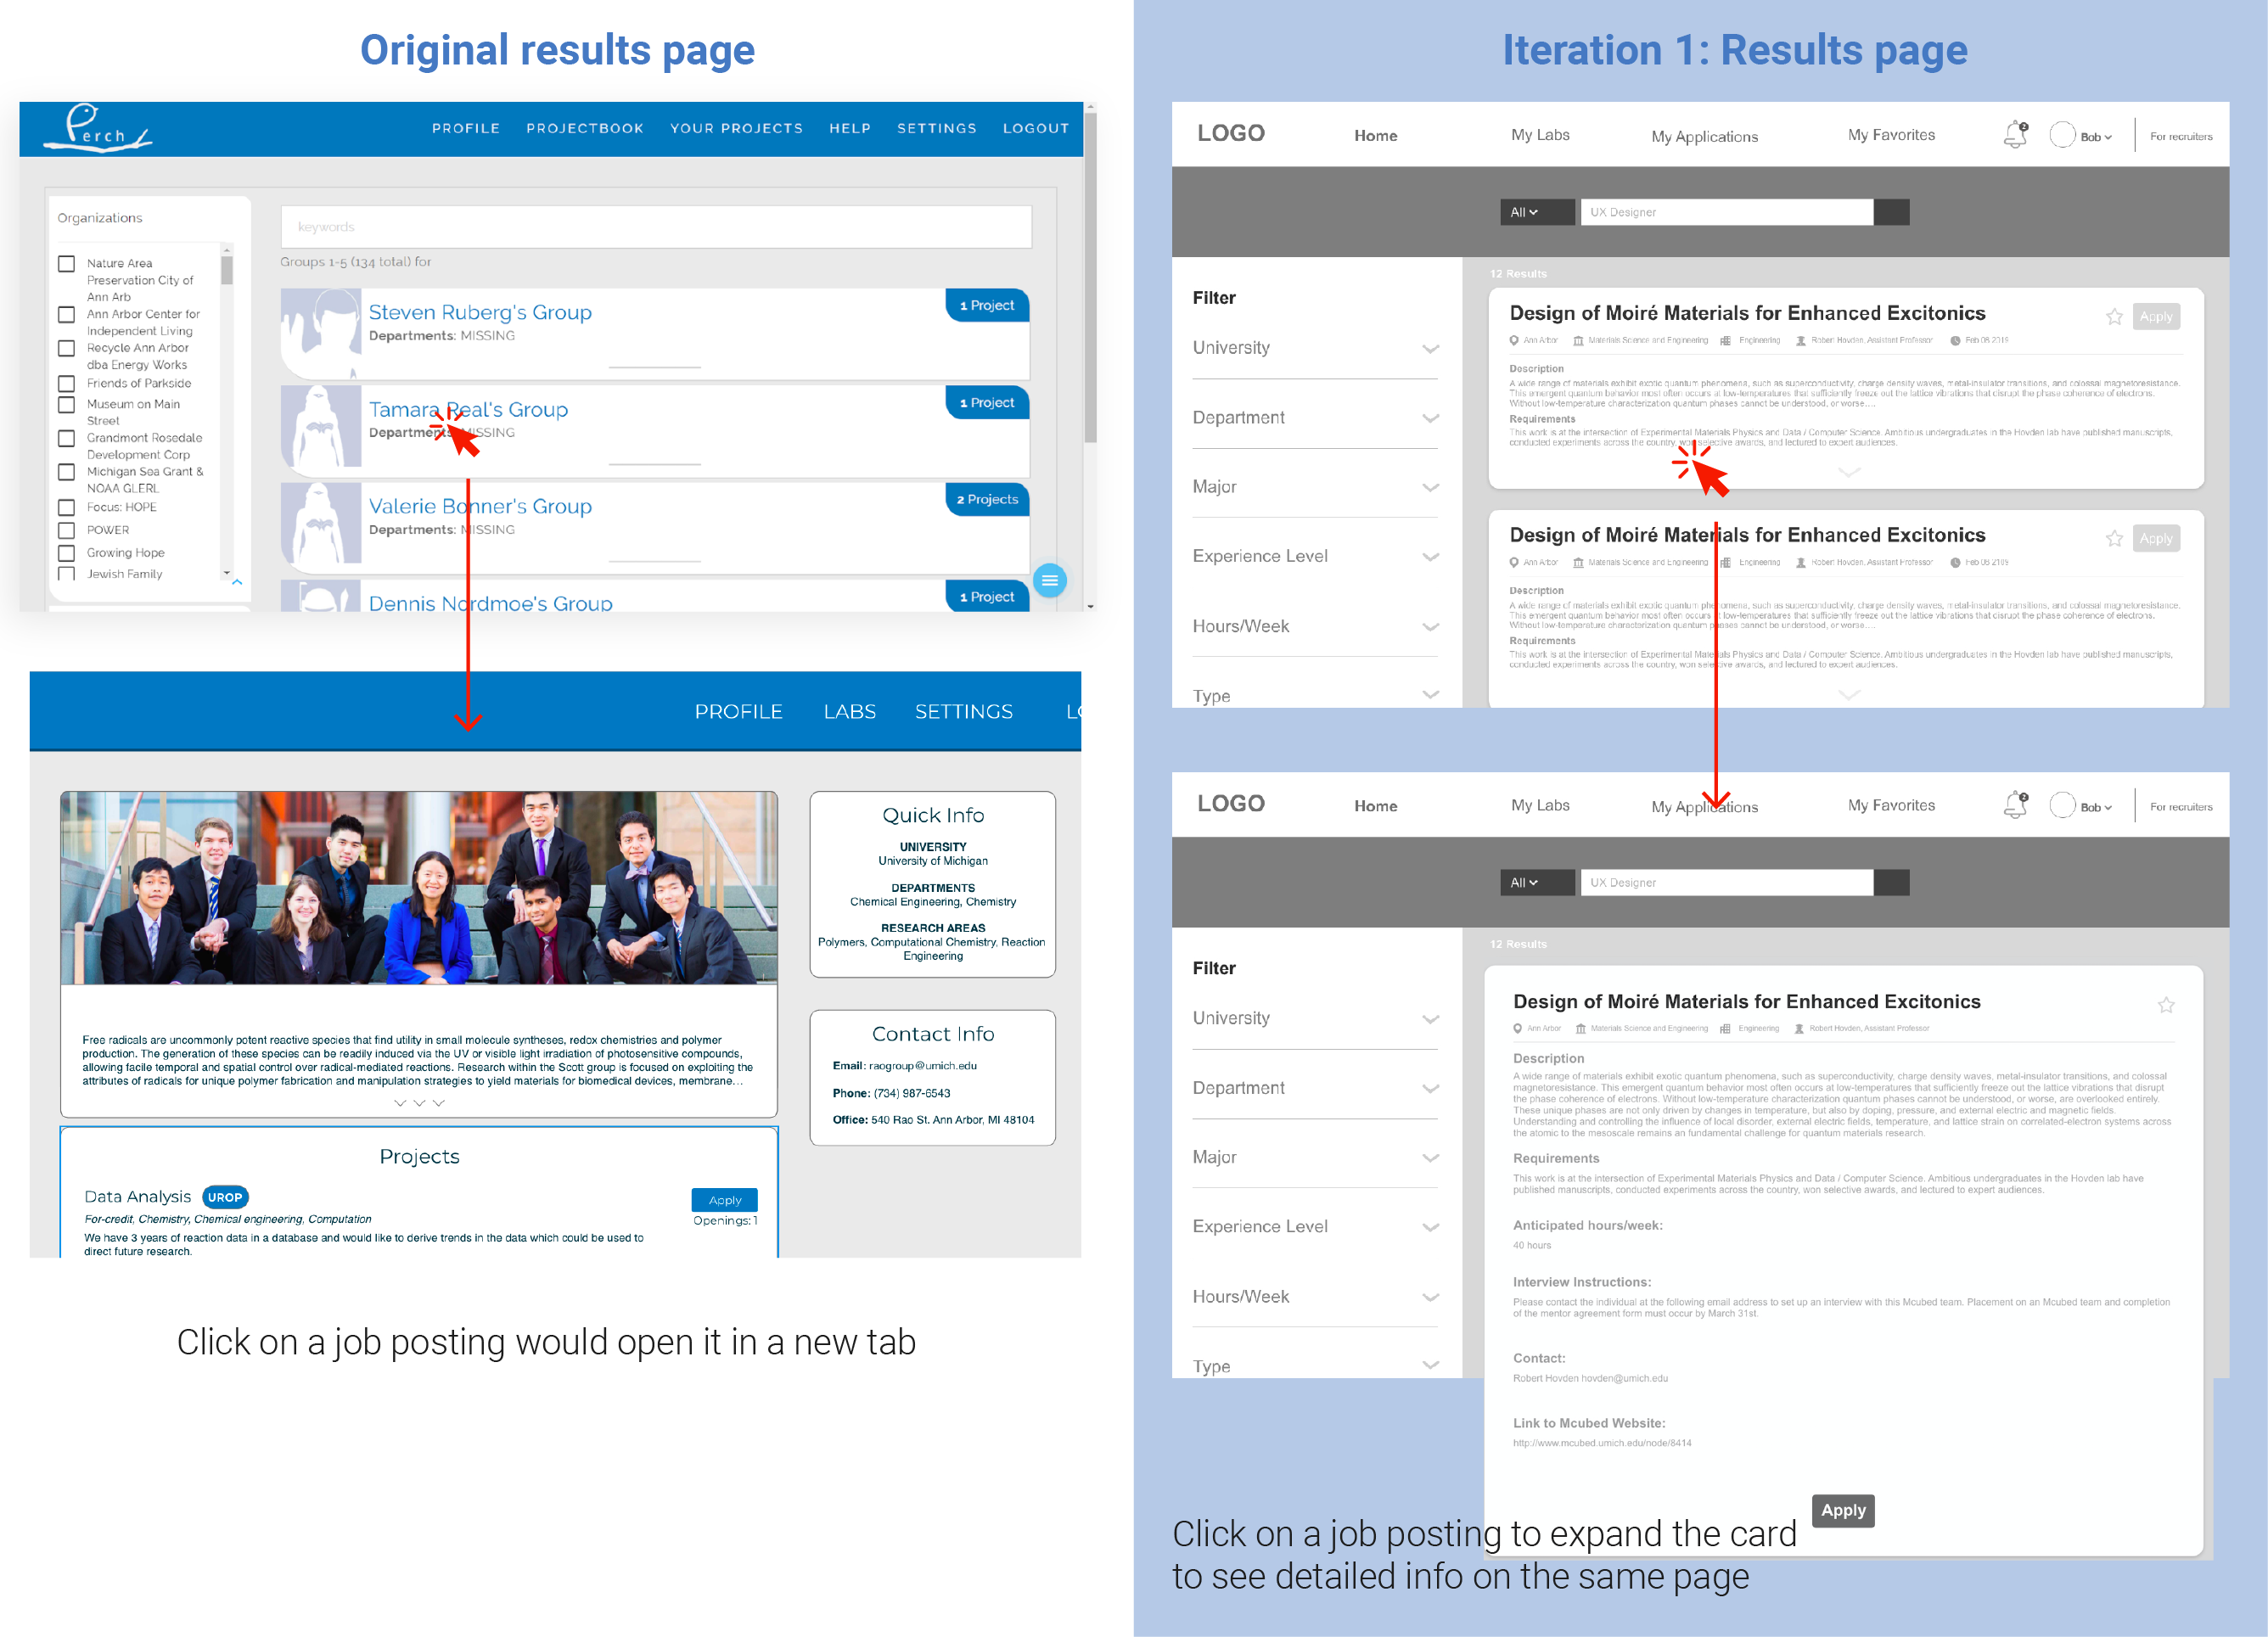 Original results page
Perch
PROFILE PROJECTBOOK YOUR PROJECTS HELP SETTINGS LOGOUT
Organizations
Nature Area
Preservation City of
Ann Arb
Ann Arbor Center for
Independent Living
Recycle Ann Arbor
dba Energy Works
Friends of Parkside
Museum on Main
Street
Grandmont Rosedale
Development Corp
Michigan Sea Grant &
NOAA GLERL
Focus: HOPE
POWER
Growing Hope
Jewish Family
keywords
Groups 1-5 (134 total) for
Steven Ruberg's Group
Departments: MISSING
1 Project
Tamara Real's Group
Departments: MISSING
1 Project
Valerie Bonner's Group
Departments: MISSING
2 Projects
Dennis Nordmoe's Group
1 Project
PROFILE LABS SETTINGS LO
Free radicals are uncommonly potent reactive species that find utility in small molecule syntheses, redox chemistries and polymer
production. The generation of these species can be readily induced via the UV or visible light irradiation of photosensitive compounds,
allowing facile temporal and spatial control over radical-mediated reactions. Research within the Scott group is focused on exploiting the
attributes of radicals for unique polymer fabrication and manipulation strategies to yield materials for biomedical devices, membrane...
Quick Info
UNIVERSITY
University of Michigan
DEPARTMENTS
Chemical Engineering, Chemistry
RESEARCH AREAS
Polymers, Computational Chemistry, Reaction
Engineering
Contact Info
Email: raogroup@umich.edu
Phone: (734) 987-6543
Office: 540 Rao St. Ann Arbor, MI 48104
Projects
Data Analysis UROP
Apply
For-credit, Chemistry, Chemical engineering, Computation
Openings: 1
We have 3 years of reaction data in a database and would like to derive trends in the data which could be used to
direct future research.
Click on a job posting would open it in a new tab
Iteration 1: Results page
LOGO Home My Labs My Applications My Favorites 2 Bob For recruiters
All UX Designer
Filter
University
Department
Major
Experience Level
Hours/Week
Type
12 Results
Design of Moiré Materials for Enhanced Excitonics
Apply
Ann Arbor Materials Science and Engineering Engineering Robert Hovden, Assistant Professor Feb 06 2019
Description
A wide range of materials exhibit exotic quantum phenomena, such as superconductivity, charge density waves, metal-insulator transitions, and colossal magnetoresistance.
This emergent quantum behavior most often occurs at low-temperatures that sufficiently freeze out the lattice vibrations that disrupt the phase coherence of electrons.
Without low-temperature characterization quantum phases cannot be understood, or worse....
Requirements
This work is at the intersection of Experimental Materials Physics and Data / Computer Science. Ambitious undergraduates in the Hovden lab have published manuscripts,
conducted experiments across the country, won selective awards, and lectured to expert audiences.
Design of Moiré Materials for Enhanced Excitonics
Apply
Ann Arbor Materials Science and Engineering Engineering Robert Hovden, Assistant Professor Feb 06 2109
Description
A wide range of materials exhibit exotic quantum phenomena, such as superconductivity, charge density waves, metal-insulator transitions, and colossal magnetoresistance.
This emergent quantum behavior most often occurs at low-temperatures that sufficiently freeze out the lattice vibrations that disrupt the phase coherence of electrons.
Without low-temperature characterization quantum phases cannot be understood, or worse....
Requirements
This work is at the intersection of Experimental Materials Physics and Data / Computer Science. Ambitious undergraduates in the Hovden lab have published manuscripts,
conducted experiments across the country, won selective awards, and lectured to expert audiences.
LOGO Home My Labs My Applications My Favorites 2 Bob For recruiters
All UX Designer
Filter
University
Department
Major
Experience Level
Hours/Week
Type
12 Results
Design of Moiré Materials for Enhanced Excitonics
Ann Arbor Materials Science and Engineering Engineering Robert Hovden, Assistant Professor
Description
A wide range of materials exhibit exotic quantum phenomena, such as superconductivity, charge density waves, metal-insulator transitions, and colossal
magnetoresistance. This emergent quantum behavior most often occurs at low-temperatures that sufficiently freeze out the lattice vibrations that disrupt
the phase coherence of electrons. Without low-temperature characterization quantum phases cannot be understood, or worse, are overlooked entirely.
These unique phases are not only driven by changes in temperature, but also by doping, pressure, and external electric and magnetic fields.
Understanding and controlling the influence of local disorder, external electric fields, temperature, and lattice strain on correlated-electron systems across
the atomic to the mesoscale remains an fundamental challenge for quantum materials research.
Requirements
This work is at the intersection of Experimental Materials Physics and Data / Computer Science. Ambitious undergraduates in the Hovden lab have
published manuscripts, conducted experiments across the country, won selective awards, and lectured to expert audiences.
Anticipated hours/week:
40 hours
Interview Instructions:
Please contact the individual at the following email address to set up an interview with this Mcubed team. Placement on an Mcubed team and completion
of the mentor agreement form must occur by March 31st.
Contact:
Robert Hovden hovden@umich.edu
Link to Mcubed Website:
http://www.mcubed.umich.edu/node/8414
Apply
Click on a job posting to expand the card
to see detailed info on the same page